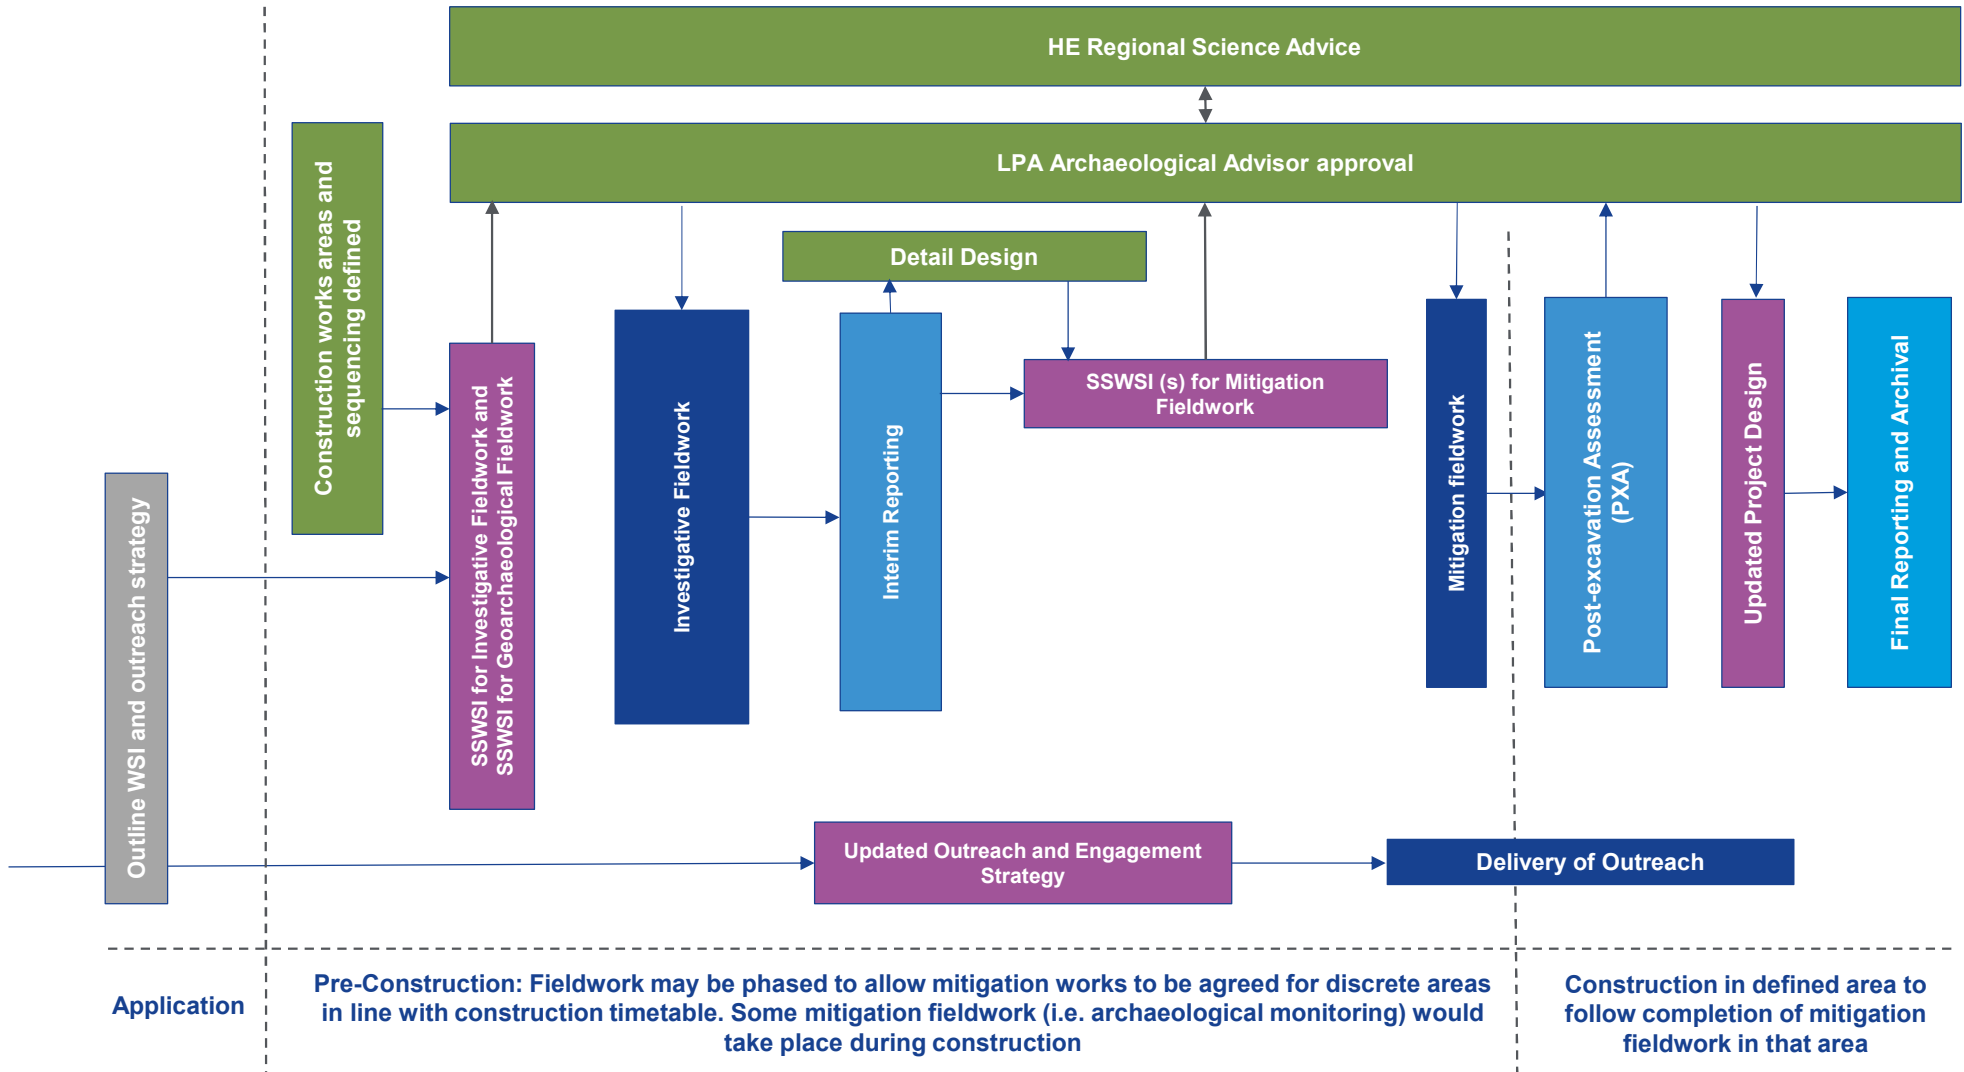 HE Regional Science Advice
LPA Archaeological Advisor approval
Construction works areas and
sequencing defined
Detail Design
Outline WSI and outreach strategy
SSWSI for Investigative Fieldwork and
SSWSI for Geoarchaeological Fieldwork
Investigative Fieldwork
Interim Reporting
SSWSI (s) for Mitigation
Fieldwork
Mitigation fieldwork
Post-excavation Assessment
(PXA)
Updated Project Design
Final Reporting and Archival
Updated Outreach and Engagement
Strategy
Delivery of Outreach
Application
Pre-Construction: Fieldwork may be phased to allow mitigation works to be agreed for discrete areas
in line with construction timetable. Some mitigation fieldwork (i.e. archaeological monitoring) would
take place during construction
Construction in defined area to
follow completion of mitigation
fieldwork in that area